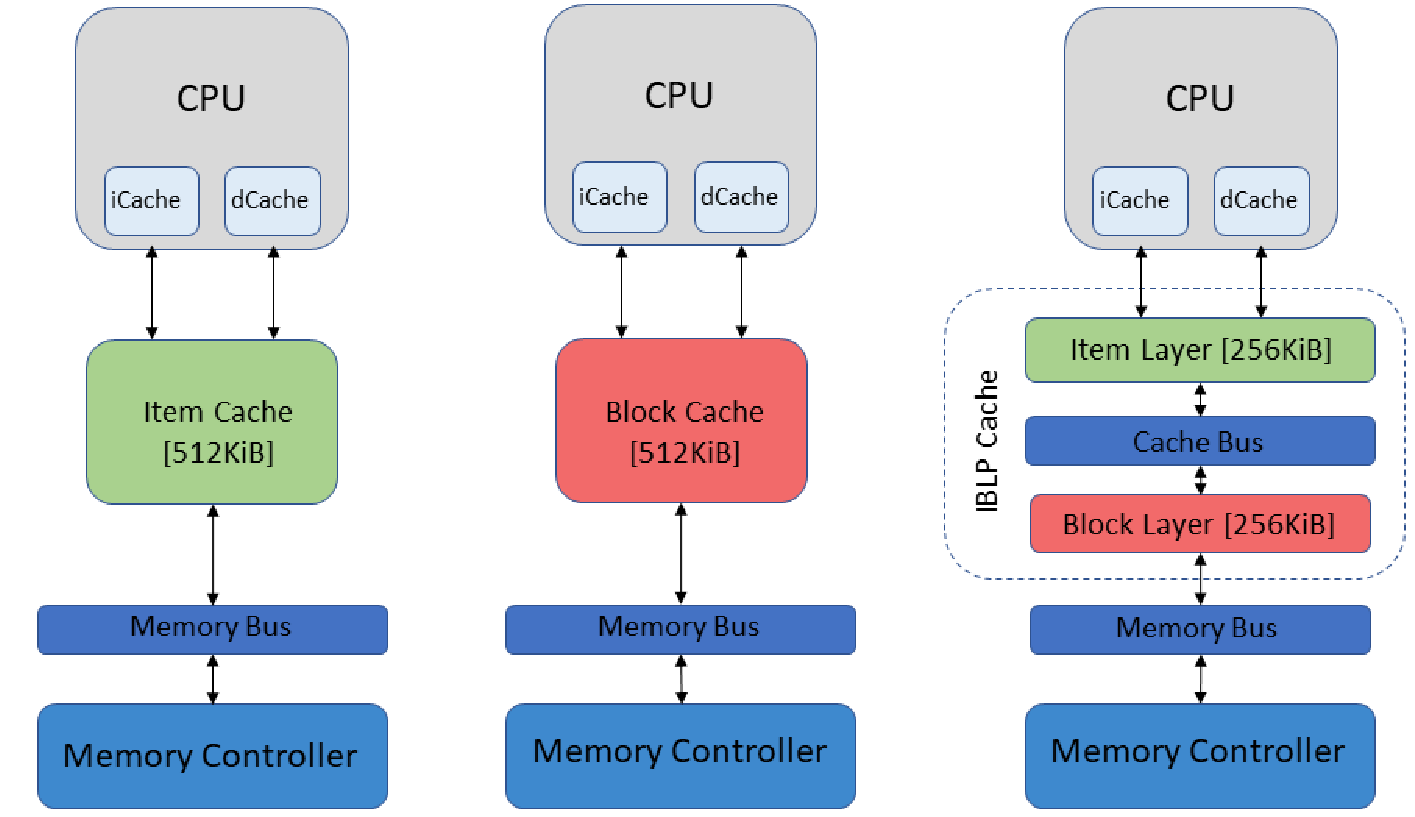 CPU
iCache
dCache
Item Cache
[512KiB]
Memory Bus
Memory Controller
CPU
iCache
dCache
Block Cache
[512KiB]
Memory Bus
Memory Controller
CPU
iCache
dCache
IBLP Cache
Item Layer [256KiB]
Cache Bus
Block Layer [256KiB]
Memory Bus
Memory Controller